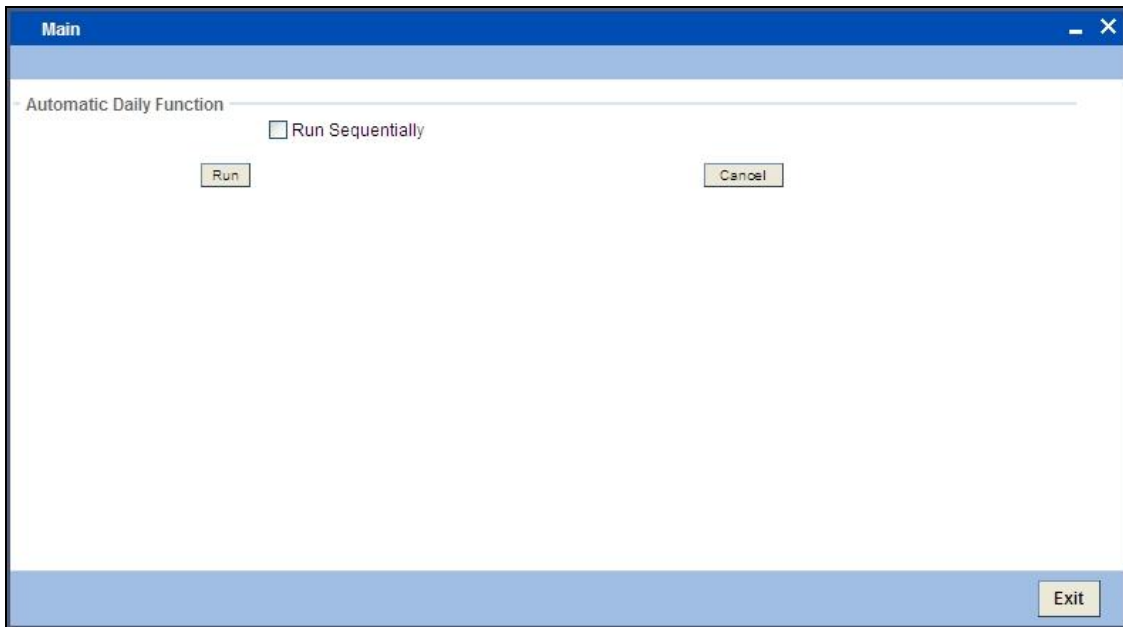 Main
Automatic Daily Function
Run Sequentially
Run Cancel
Exit